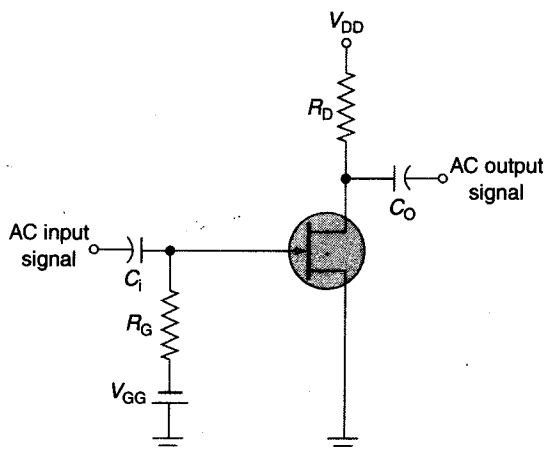 V_DD
R_D
AC output
signal
C_O
AC input
signal
C_i
R_G
V_GG